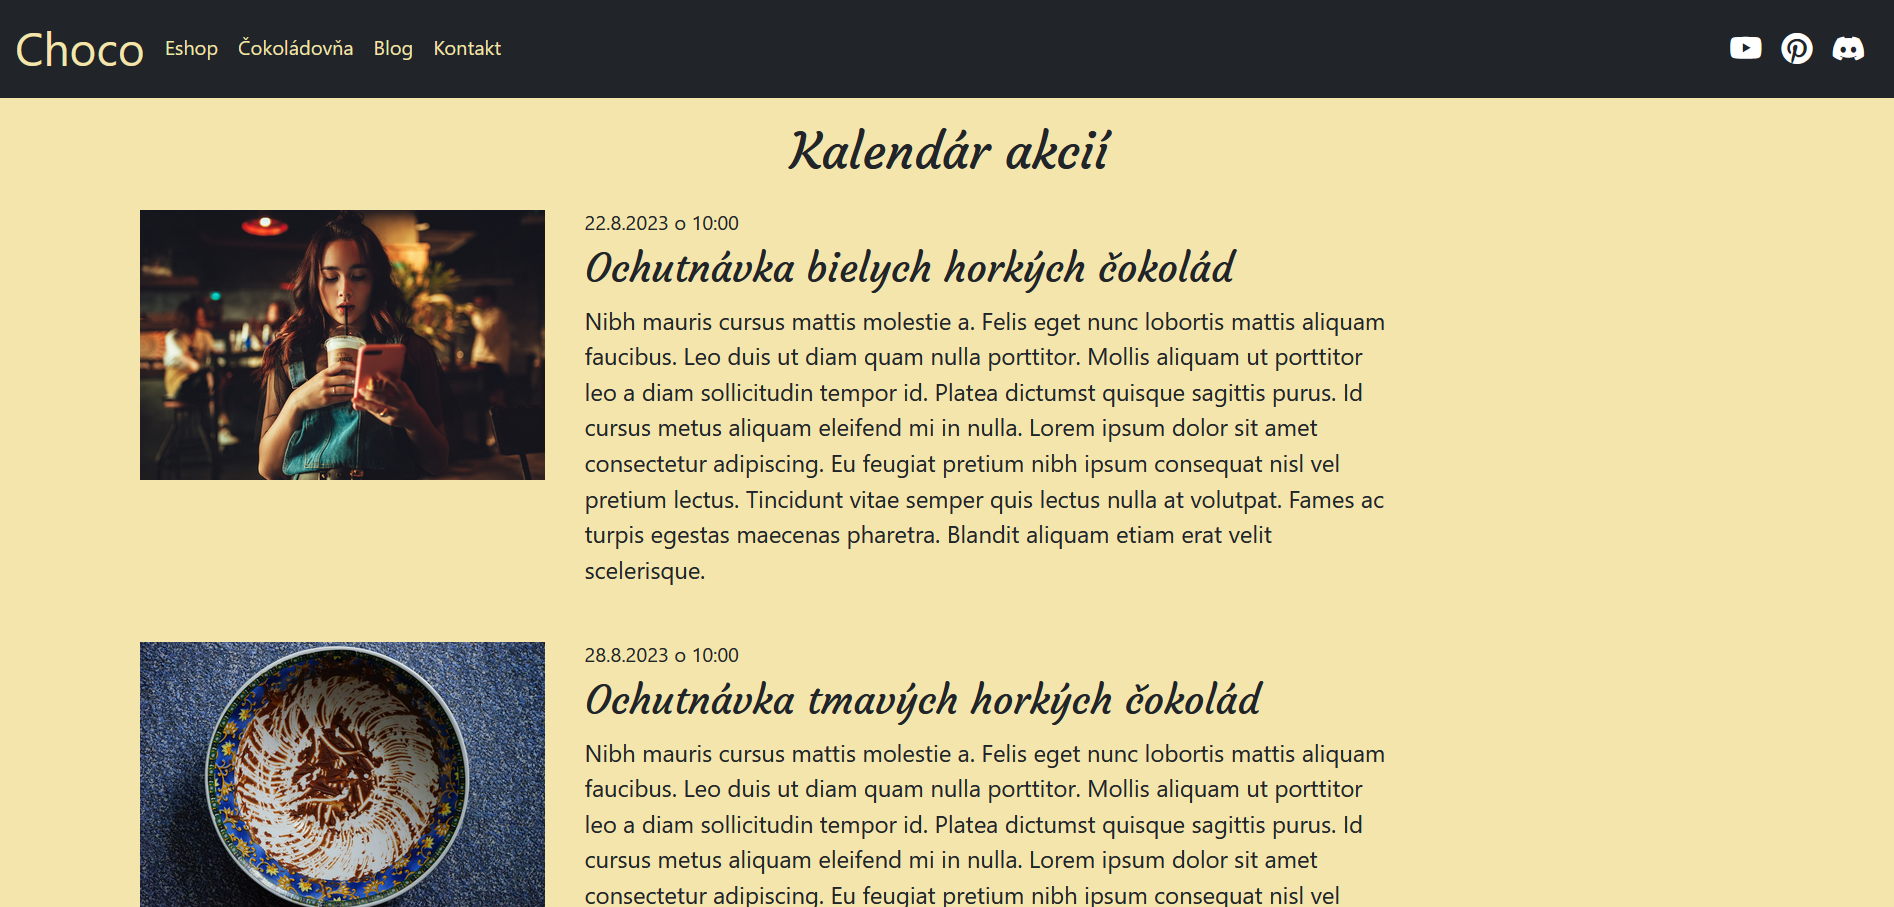 Choco Eshop Čokoládovňa Blog Kontakt
Kalendár akcií
22.8.2023 o 10:00
Ochutnávka bielych horkých čokolád
Nibh mauris cursus mattis molestie a. Felis eget nunc lobortis mattis aliquam
faucibus. Leo duis ut diam quam nulla porttitor. Mollis aliquam ut porttitor
leo a diam sollicitudin tempor id. Platea dictumst quisque sagittis purus. Id
cursus metus aliquam eleifend mi in nulla. Lorem ipsum dolor sit amet
consectetur adipiscing. Eu feugiat pretium nibh ipsum consequat nisl vel
pretium lectus. Tincidunt vitae semper quis lectus nulla at volutpat. Fames ac
turpis egestas maecenas pharetra. Blandit aliquam etiam erat velit
scelerisque.
28.8.2023 o 10:00
Ochutnávka tmavých horkých čokolád
Nibh mauris cursus mattis molestie a. Felis eget nunc lobortis mattis aliquam
faucibus. Leo duis ut diam quam nulla porttitor. Mollis aliquam ut porttitor
leo a diam sollicitudin tempor id. Platea dictumst quisque sagittis purus. Id
cursus metus aliquam eleifend mi in nulla. Lorem ipsum dolor sit amet
consectetur adipiscing. Eu feugiat pretium nibh ipsum consequat nisl vel